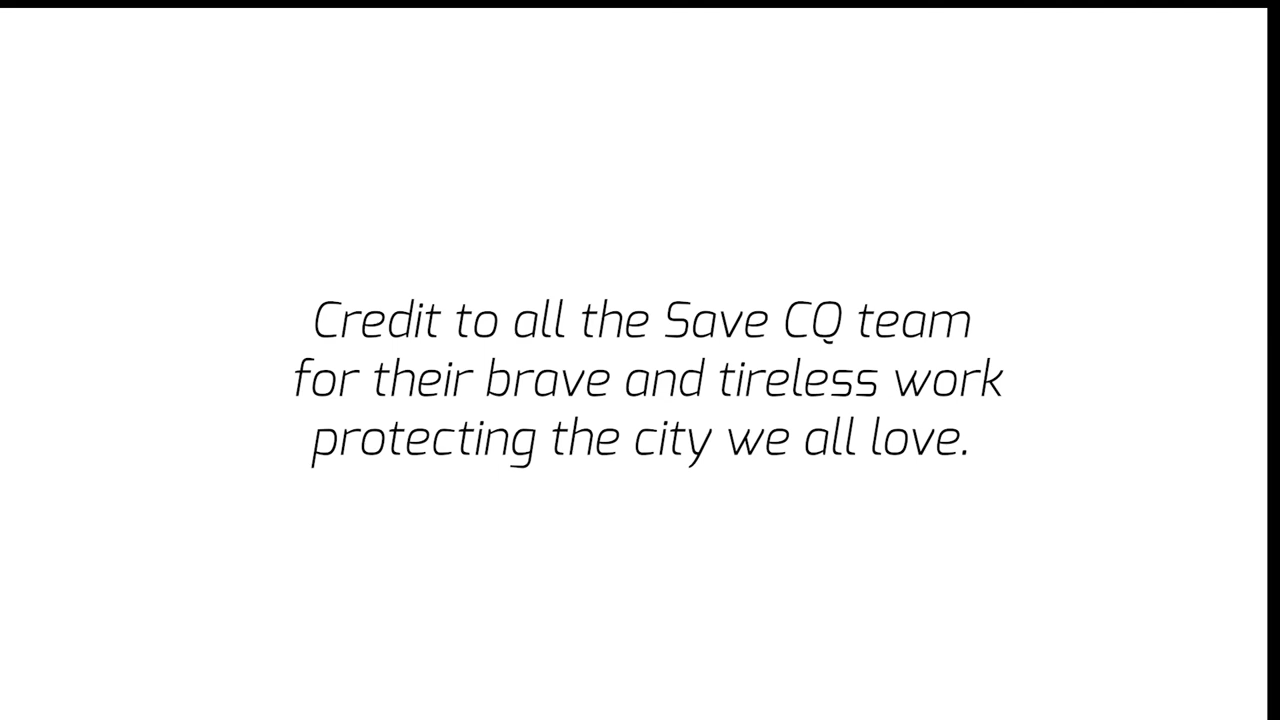 Credit to all the Save CQ team
for their brave and tireless work
protecting the city we all love.